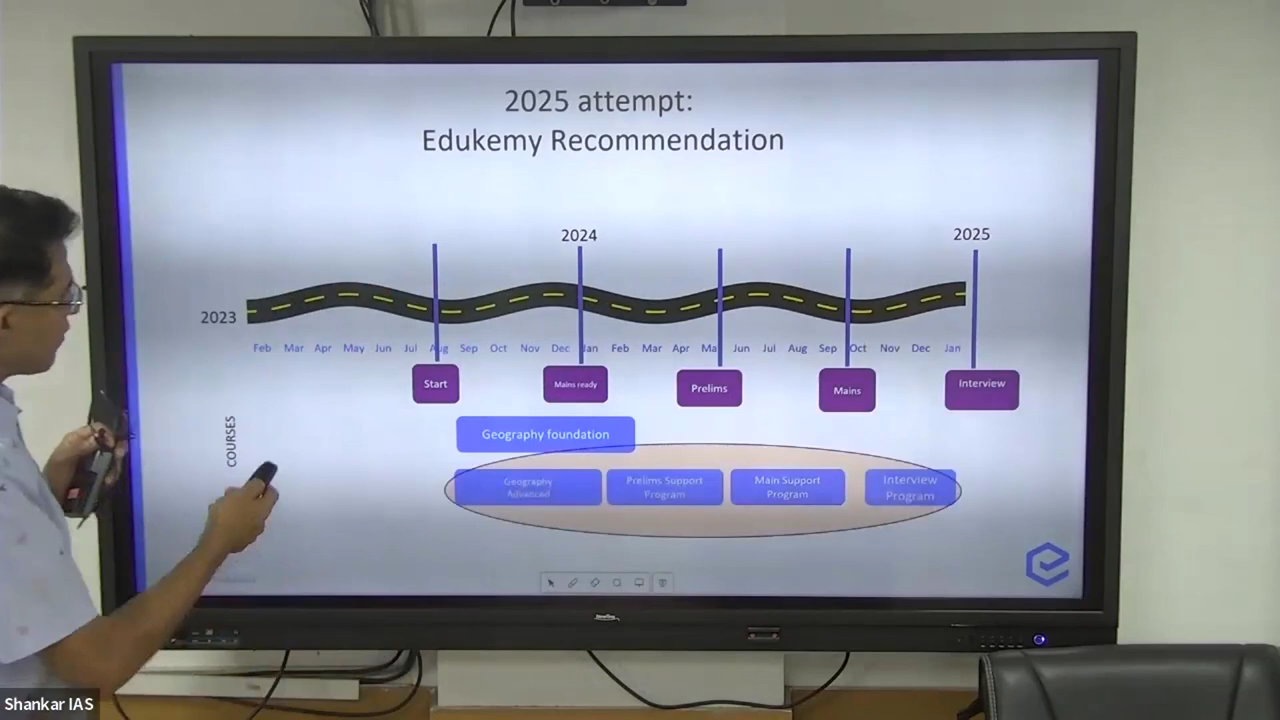 2025 attempt:
Edukemy Recommendation
2024
2025
2023
Feb Mar Apr May Jun Jul Aug Sep Oct Nov Dec Jan Feb Mar Apr Ma Jun Jul Aug Sep Oct Nov Dec Jan
Start
Mains ready
Prelims
Mains
Interview
COURSES
Geography foundation
Geography
Advanced
Prelims Support
Program
Main Support
Program
Interview
Program
Shankar IAS